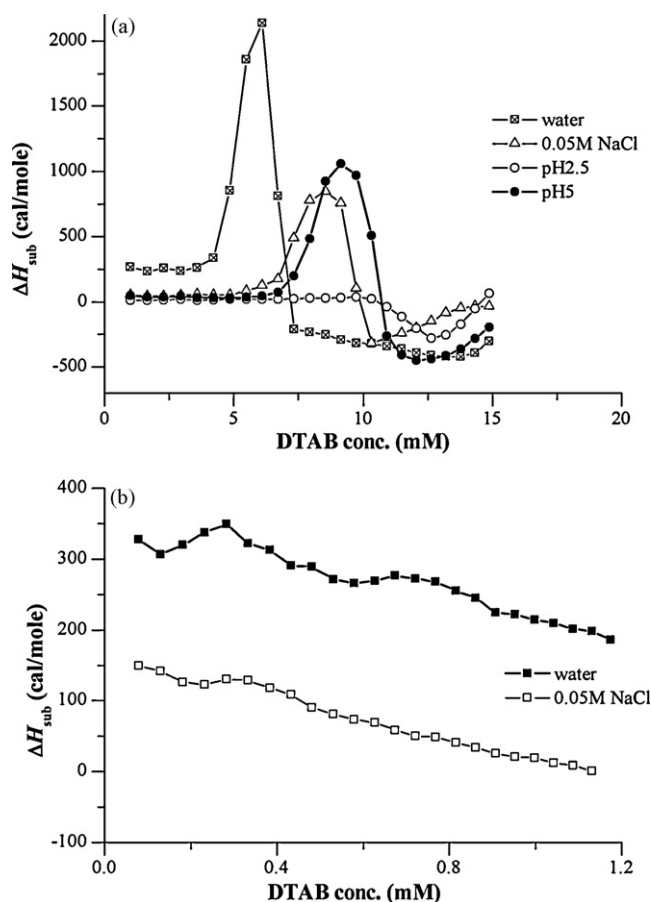 (a)
2000
1500
1000
500
0
-500
ΔHsub (cal/mole)
water
0.05M NaCl
pH2.5
pH5
0 5 10 15 20
DTAB conc. (mM)
(b)
400
300
200
100
0
-100
ΔHsub (cal/mole)
water
0.05M NaCl
0.0 0.4 0.8 1.2
DTAB conc. (mM)